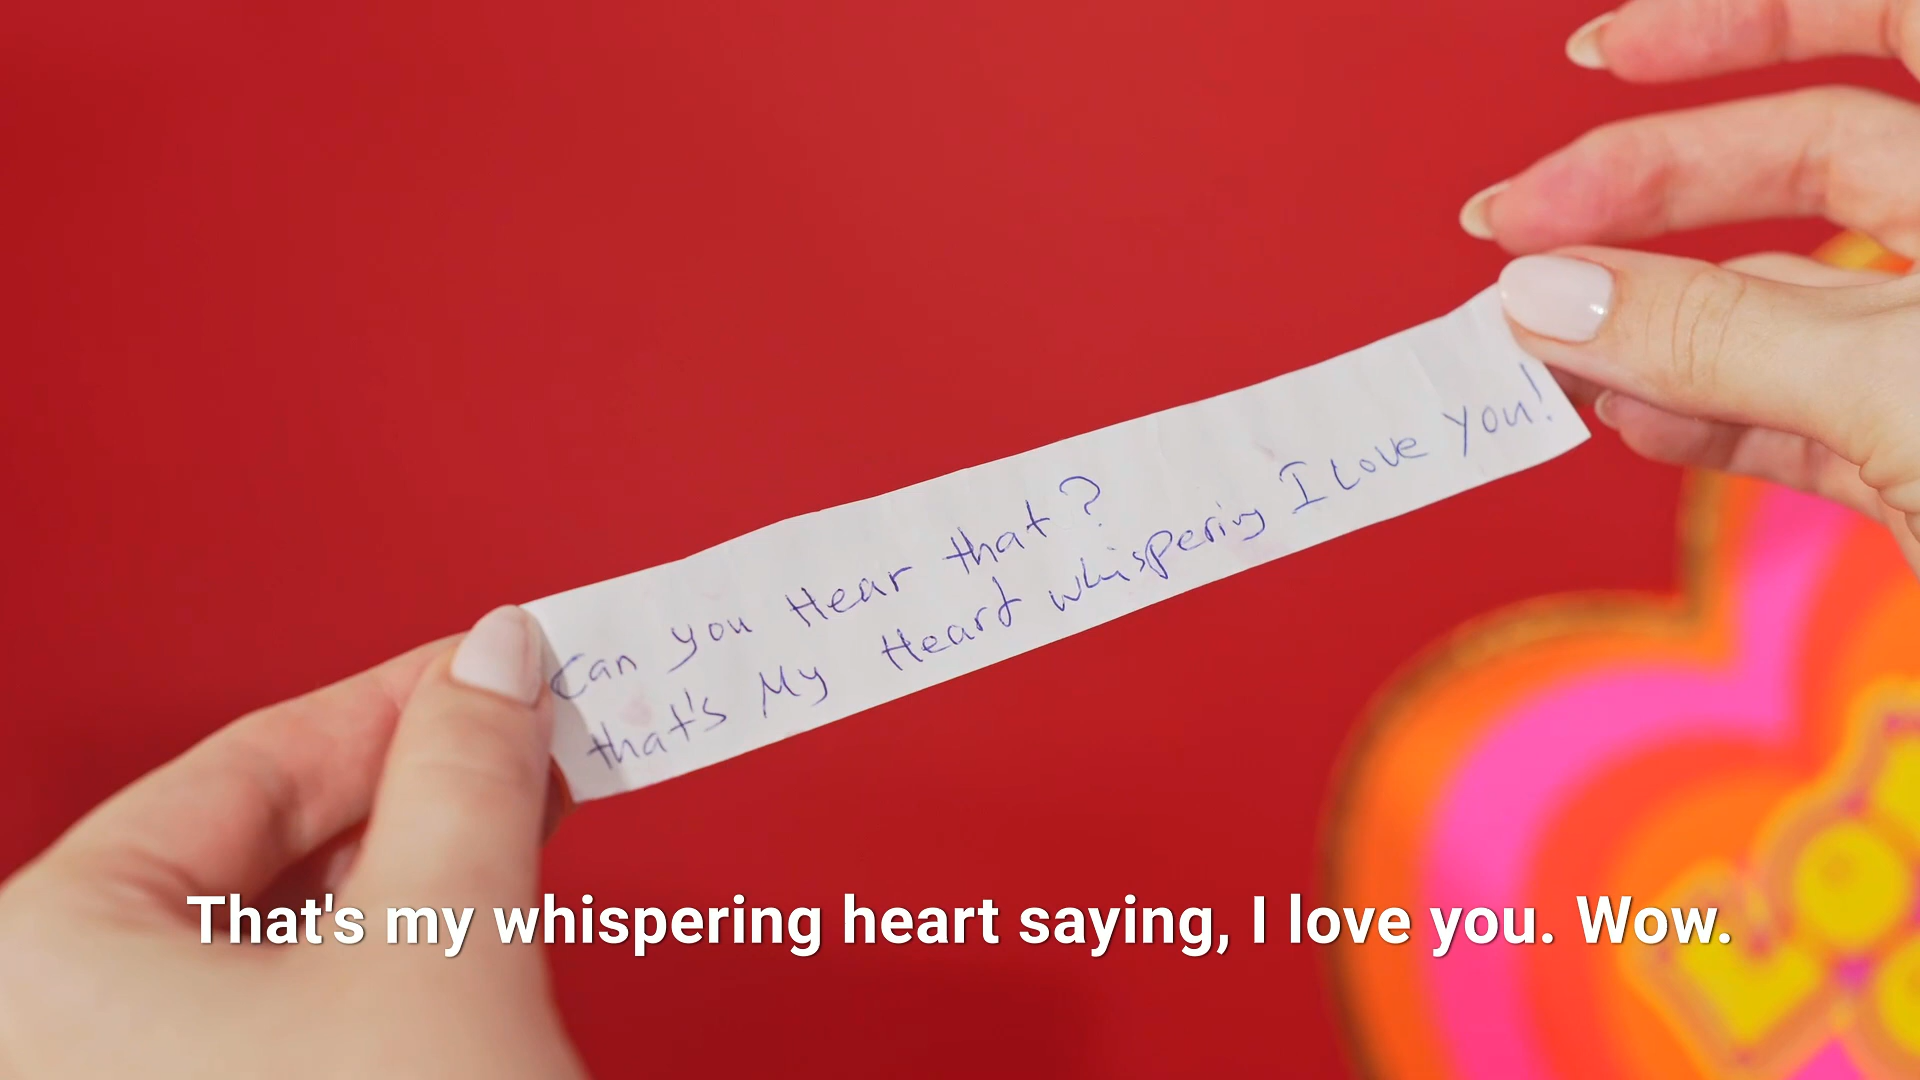 Can you Hear that?
that's My Heart whispering I Love you!
That's my whispering heart saying, I love you. Wow.